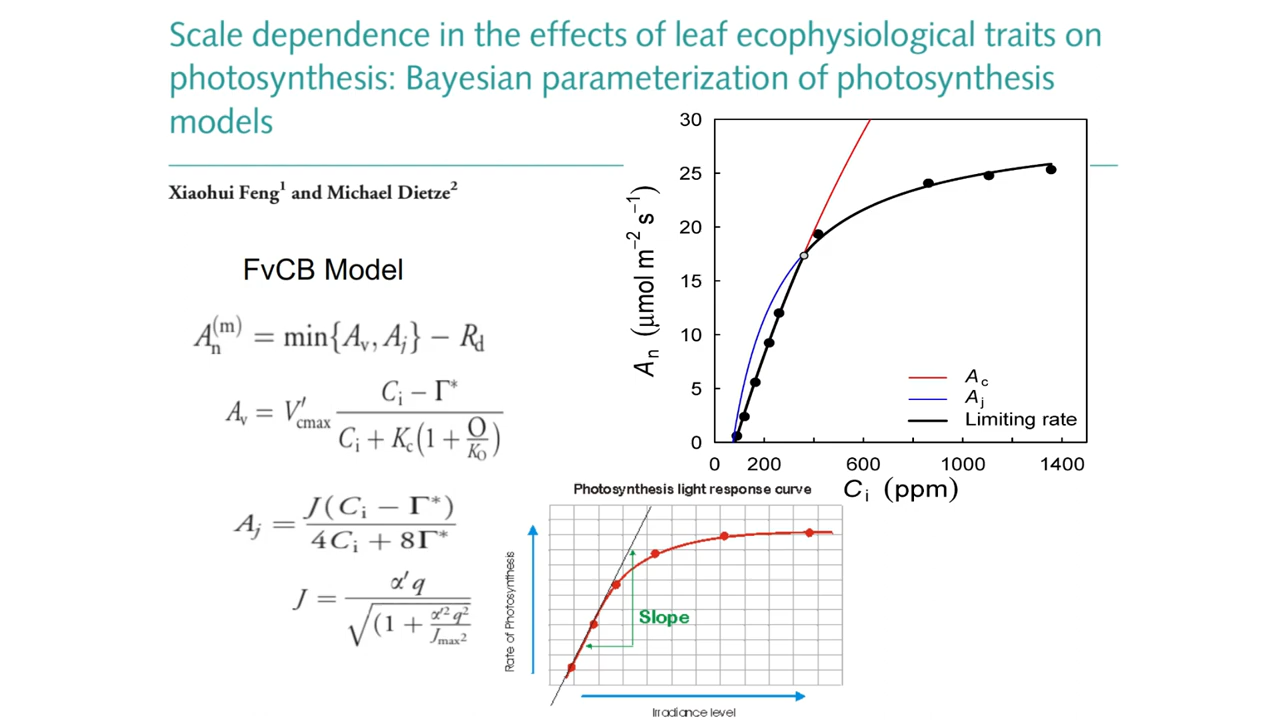 Scale dependence in the effects of leaf ecophysiological traits on
photosynthesis: Bayesian parameterization of photosynthesis
models
Xiaohui Feng¹ and Michael Dietze²
FvCB Model
A_n^(m) = min{A_v, A_j} − R_d
A_v = V′_cmax (C_i − Γ*) / (C_i + K_c(1 + O/K_O))
A_j = J(C_i − Γ*) / (4C_i + 8Γ*)
J = α′q / √(1 + α′²q²/J_max²)
30
25
20
15
10
5
0
A_n (μmol m⁻² s⁻¹)
A_c
A_j
Limiting rate
0 200 600 1000 1400
C_i (ppm)
Photosynthesis light response curve
Rate of Photosynthesis
Slope
Irradiance level